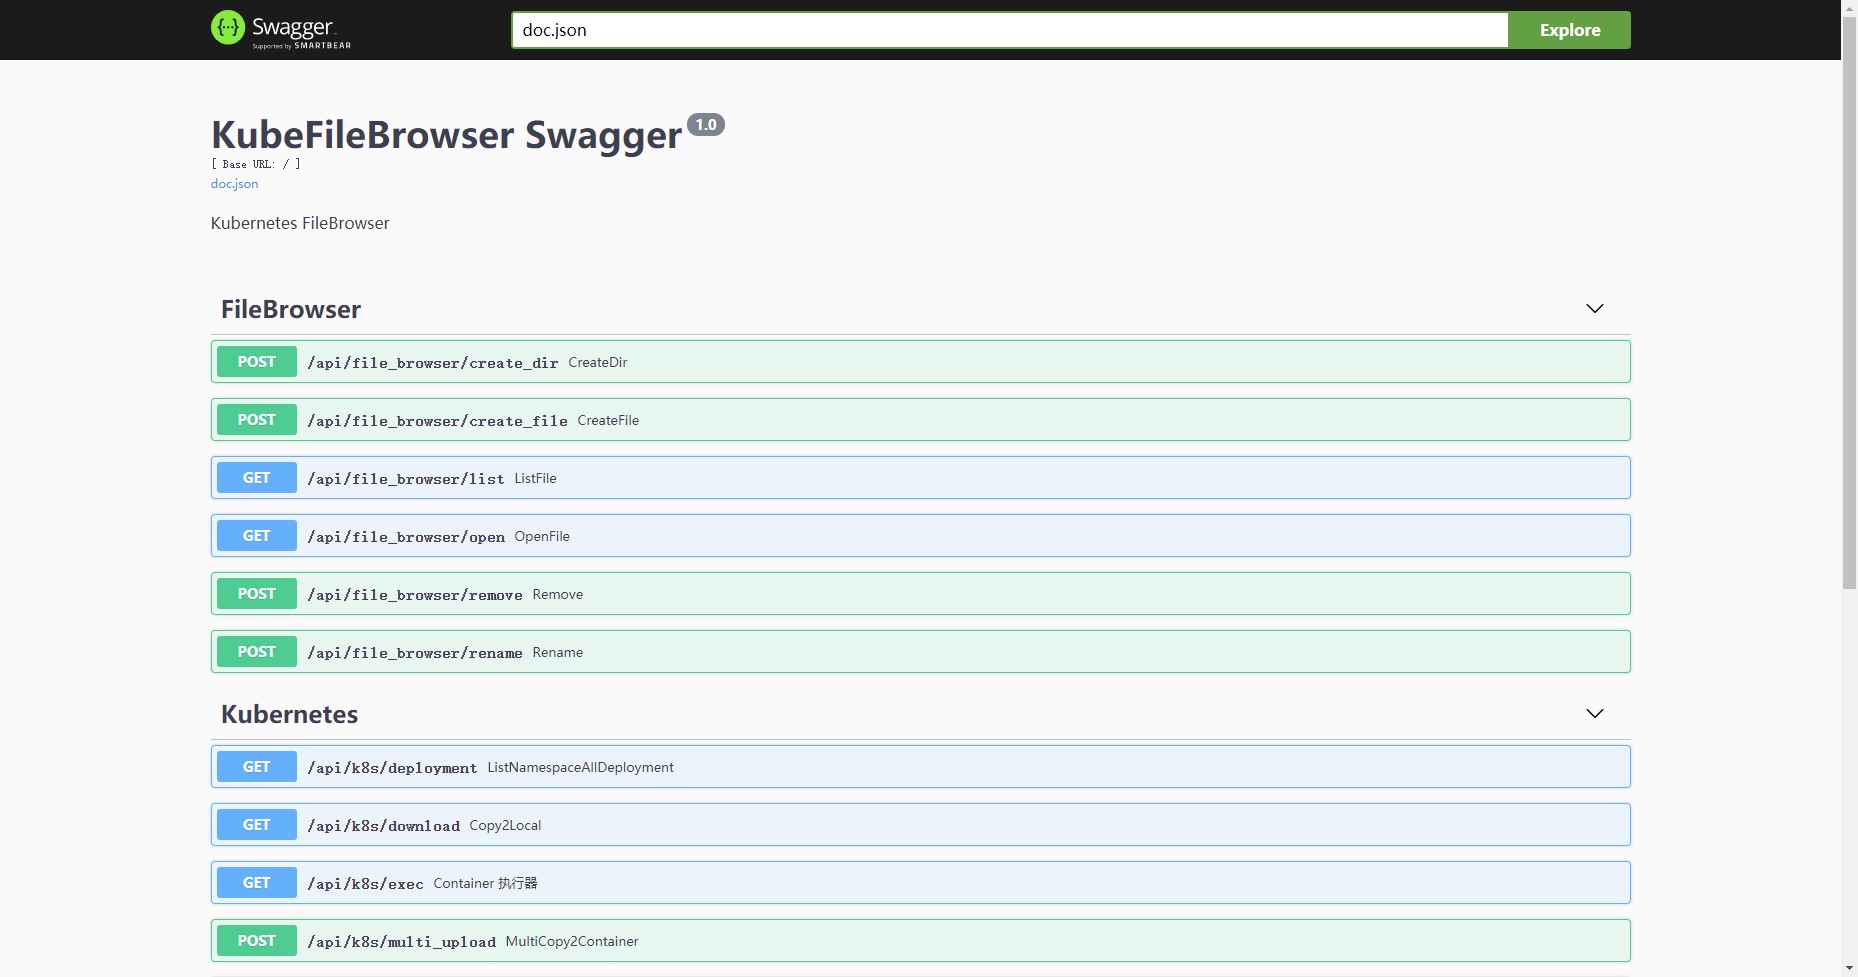 Swagger
Supported by SMARTBEAR
doc.json
Explore
KubeFileBrowser Swagger 1.0
[ Base URL: / ]
doc.json
Kubernetes FileBrowser
FileBrowser
POST /api/file_browser/create_dir CreateDir
POST /api/file_browser/create_file CreateFile
GET /api/file_browser/list ListFile
GET /api/file_browser/open OpenFile
POST /api/file_browser/remove Remove
POST /api/file_browser/rename Rename
Kubernetes
GET /api/k8s/deployment ListNamespaceAllDeployment
GET /api/k8s/download Copy2Local
GET /api/k8s/exec Container 执行器
POST /api/k8s/multi_upload MultiCopy2Container